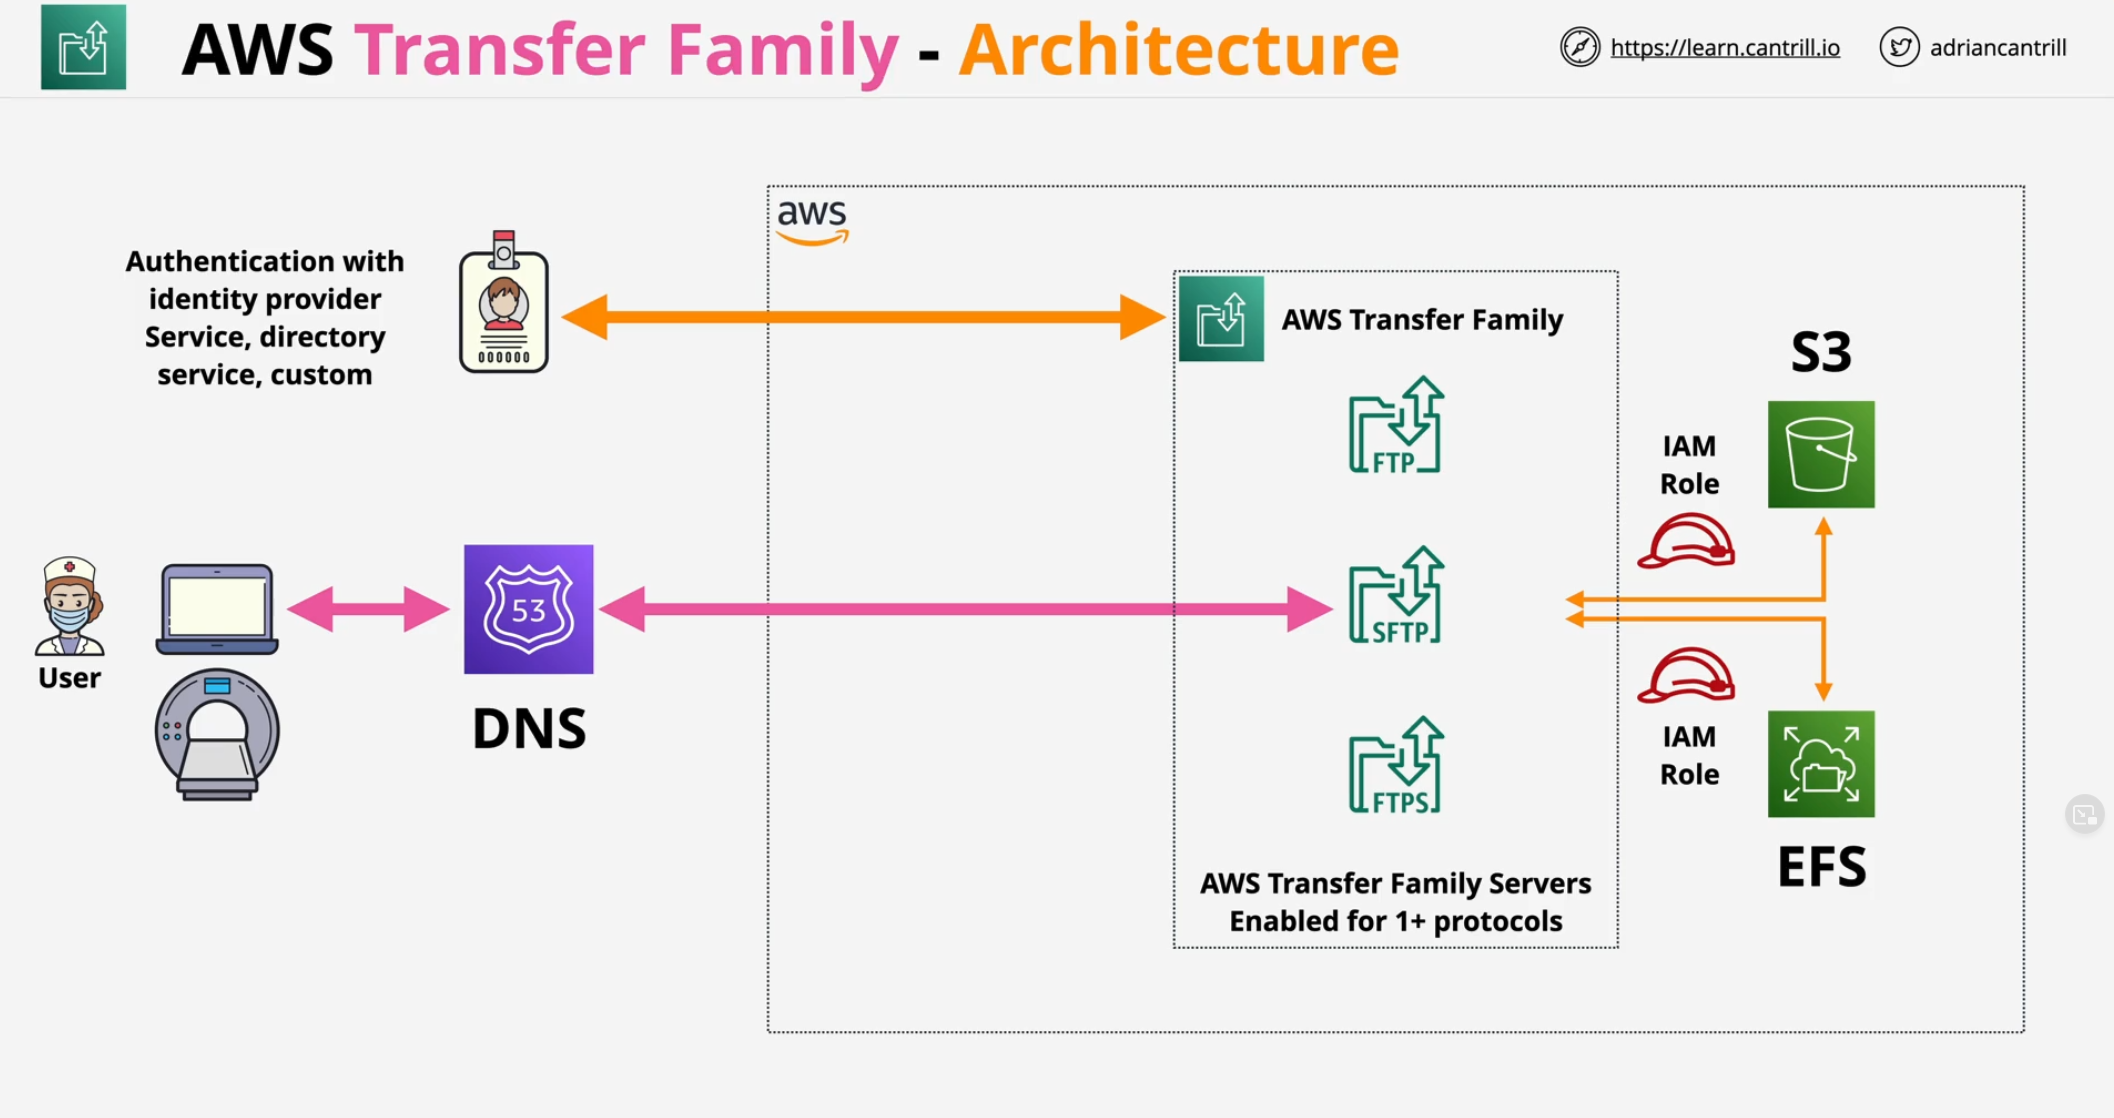 AWS Transfer Family - Architecture
https://learn.cantrill.io
adriancantrill
aws
Authentication with
identity provider
Service, directory
service, custom
000000
AWS Transfer Family
FTP
SFTP
FTPS
AWS Transfer Family Servers
Enabled for 1+ protocols
User
53
DNS
S3
IAM
Role
IAM
Role
EFS